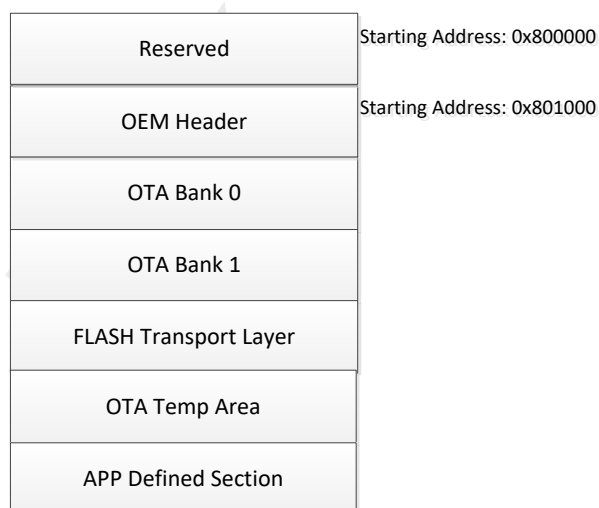 Reserved
Starting Address: 0x800000
OEM Header
Starting Address: 0x801000
OTA Bank 0
OTA Bank 1
FLASH Transport Layer
OTA Temp Area
APP Defined Section